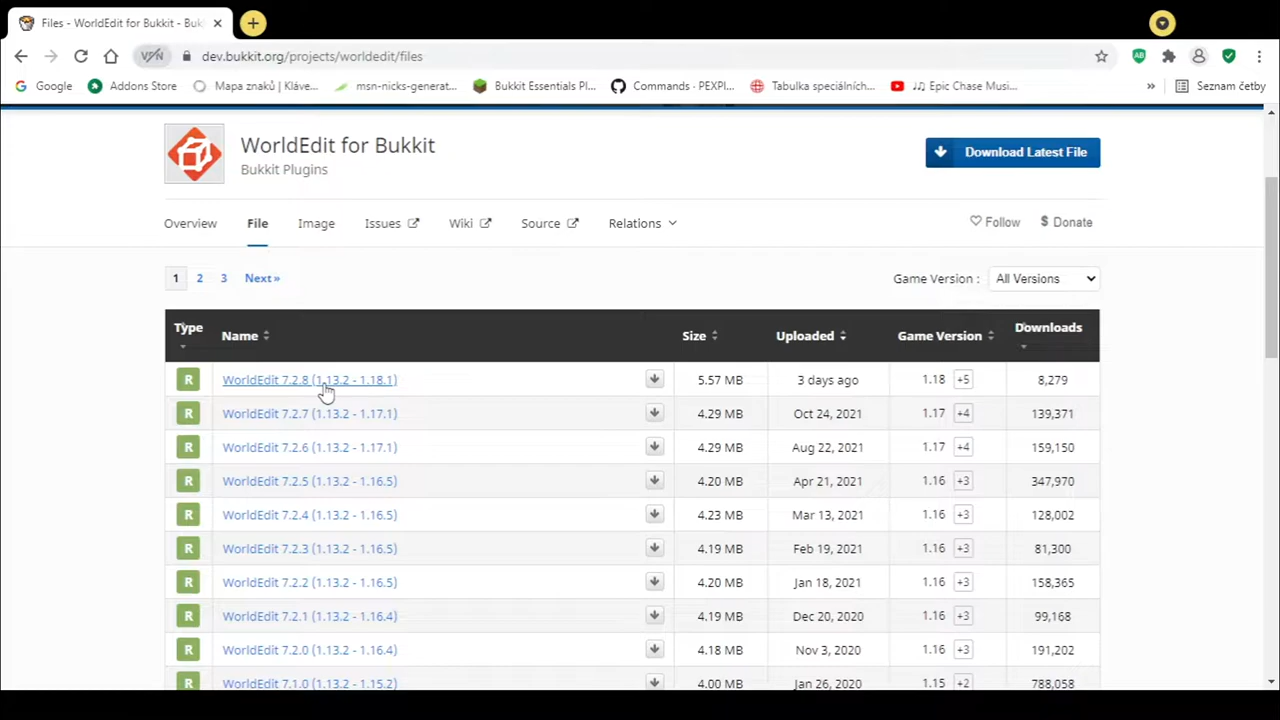 Files - WorldEdit for Bukkit - Buk
VPN dev.bukkit.org/projects/worldedit/files
Google Addons Store Mapa znaků | Kláve... msn-nicks-generat... Bukkit Essentials Pl... Commands · PEXPl... Tabulka speciálních... ♫ Epic Chase Musi... » Seznam četby
WorldEdit for Bukkit
Bukkit Plugins
Download Latest File
Overview File Image Issues Wiki Source Relations Follow $ Donate
1 2 3 Next » Game Version : All Versions
Type Name Size Uploaded Game Version Downloads
R WorldEdit 7.2.8 (1.13.2 - 1.18.1) 5.57 MB 3 days ago 1.18 +5 8,279
R WorldEdit 7.2.7 (1.13.2 - 1.17.1) 4.29 MB Oct 24, 2021 1.17 +4 139,371
R WorldEdit 7.2.6 (1.13.2 - 1.17.1) 4.29 MB Aug 22, 2021 1.17 +4 159,150
R WorldEdit 7.2.5 (1.13.2 - 1.16.5) 4.20 MB Apr 21, 2021 1.16 +3 347,970
R WorldEdit 7.2.4 (1.13.2 - 1.16.5) 4.23 MB Mar 13, 2021 1.16 +3 128,002
R WorldEdit 7.2.3 (1.13.2 - 1.16.5) 4.19 MB Feb 19, 2021 1.16 +3 81,300
R WorldEdit 7.2.2 (1.13.2 - 1.16.5) 4.20 MB Jan 18, 2021 1.16 +3 158,365
R WorldEdit 7.2.1 (1.13.2 - 1.16.4) 4.19 MB Dec 20, 2020 1.16 +3 99,168
R WorldEdit 7.2.0 (1.13.2 - 1.16.4) 4.18 MB Nov 3, 2020 1.16 +3 191,202
R WorldEdit 7.1.0 (1.13.2 - 1.15.2) 4.00 MB Jan 26, 2020 1.15 +2 788,058